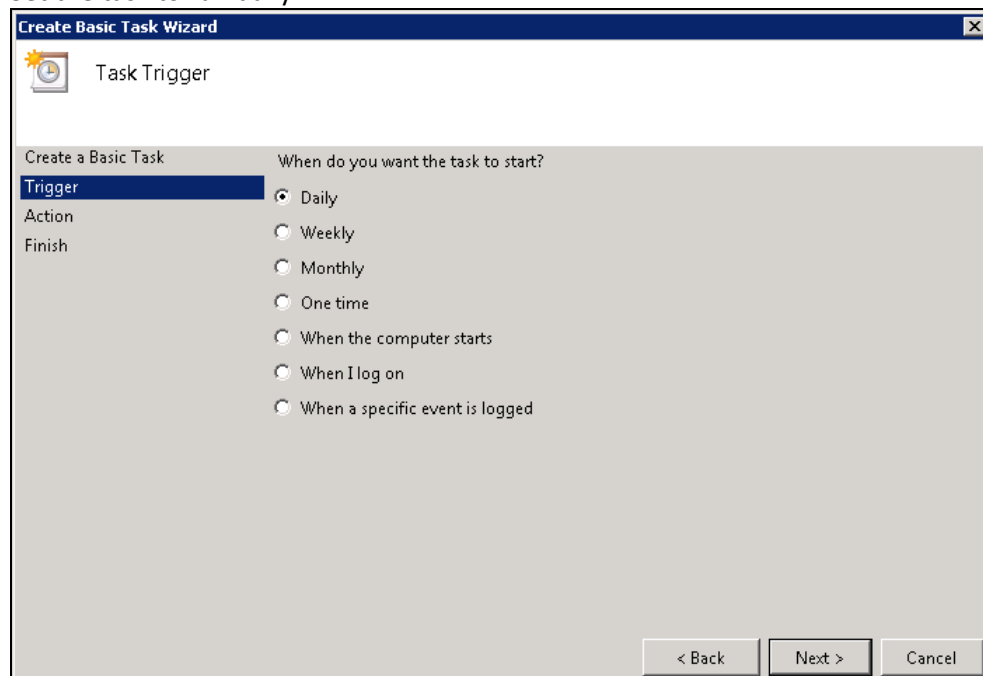 Create Basic Task Wizard
Task Trigger
Create a Basic Task
Trigger
Action
Finish
When do you want the task to start?
Daily
Weekly
Monthly
One time
When the computer starts
When I log on
When a specific event is logged
< Back
Next >
Cancel